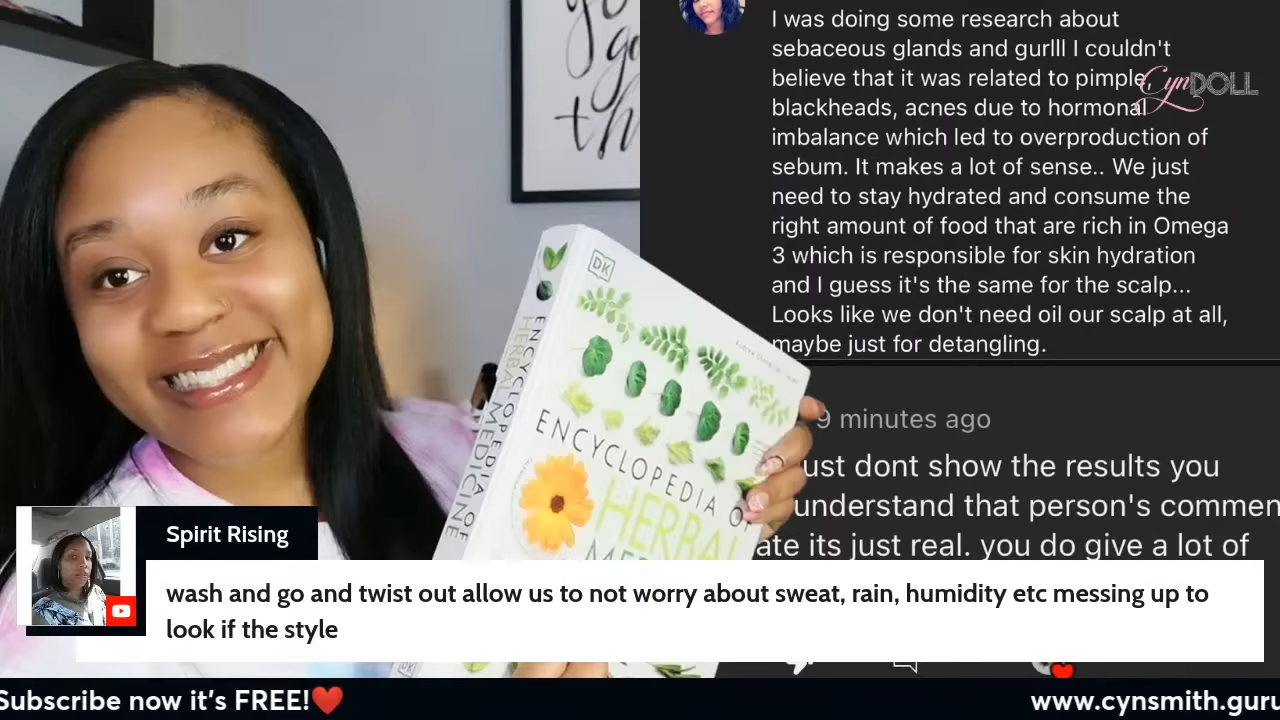 I was doing some research about
sebaceous glands and gurlll I couldn't
believe that it was related to pimple
blackheads, acnes due to hormonal
imbalance which led to overproduction of
sebum. It makes a lot of sense.. We just
need to stay hydrated and consume the
right amount of food that are rich in Omega
3 which is responsible for skin hydration
and I guess it's the same for the scalp...
Looks like we don't need oil our scalp at all,
maybe just for detangling.
CynDOLL
DK
ENCYCLOPEDIA OF
HERBAL
MEDICINE
ENCYCLOPEDIA OF
HERBAL MEDICINE
DK
9 minutes ago
ust dont show the results you
understand that person's commen
ate its just real. you do give a lot of
Spirit Rising
wash and go and twist out allow us to not worry about sweat, rain, humidity etc messing up to
look if the style
Subscribe now it's FREE!
www.cynsmith.guru